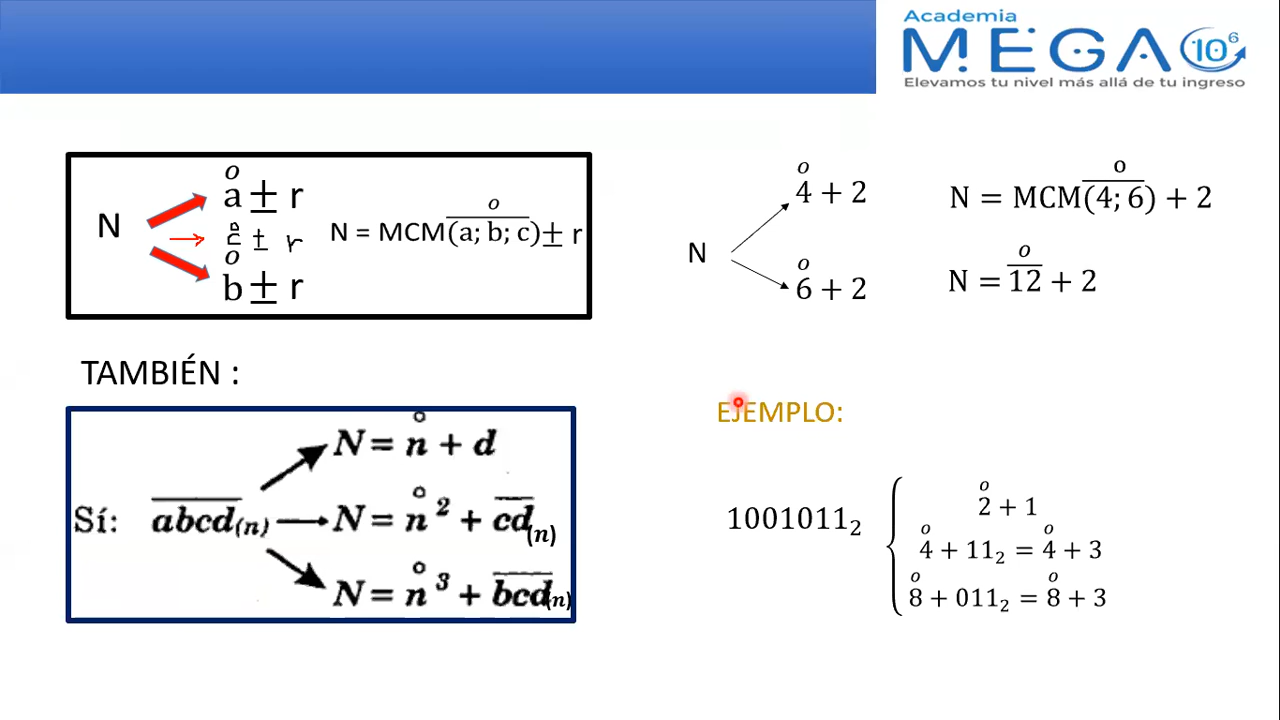 Academia
MEGA 10⁶
Elevamos tu nivel más allá de tu ingreso
N
o
a ± r
o
c ± r
o
b ± r
o
N = MCM(a; b; c)± r
N
o
4 + 2
o
6 + 2
o
N = MCM(4; 6) + 2
o
N = 12 + 2
TAMBIÉN :
Sí: abcd(n)
o
N = n + d
o
N = n ² + cd(n)
o
N = n ³ + bcd(n)
EJEMPLO:
1001011₂
o
2 + 1
o o
4 + 11₂ = 4 + 3
o o
8 + 011₂ = 8 + 3